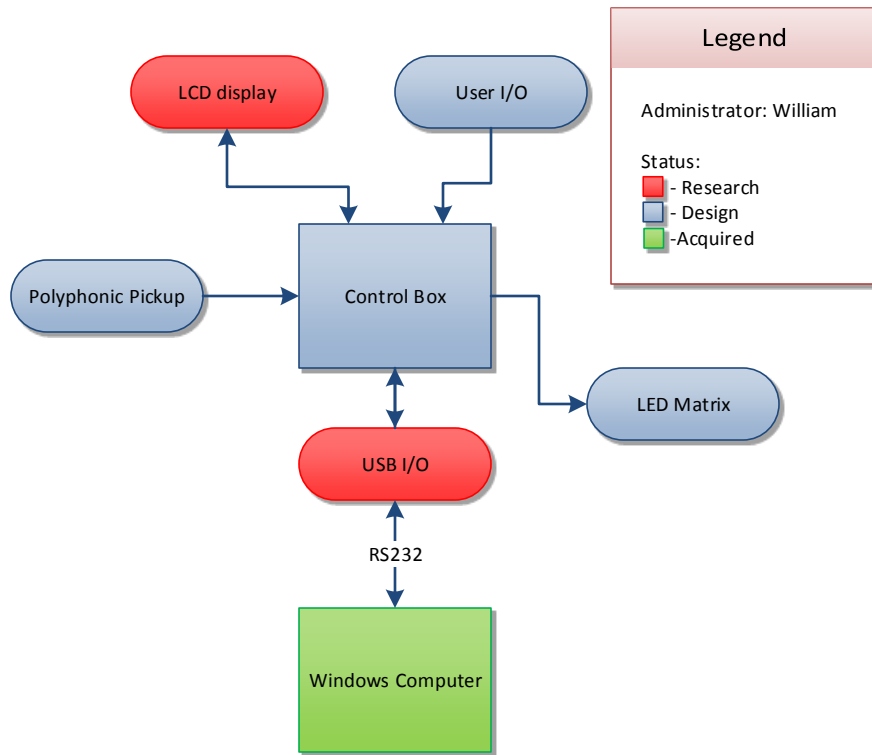 Legend
LCD display
User I/O
Administrator: William
Status:
- Research
- Design
-Acquired
Polyphonic Pickup
Control Box
LED Matrix
USB I/O
RS232
Windows Computer